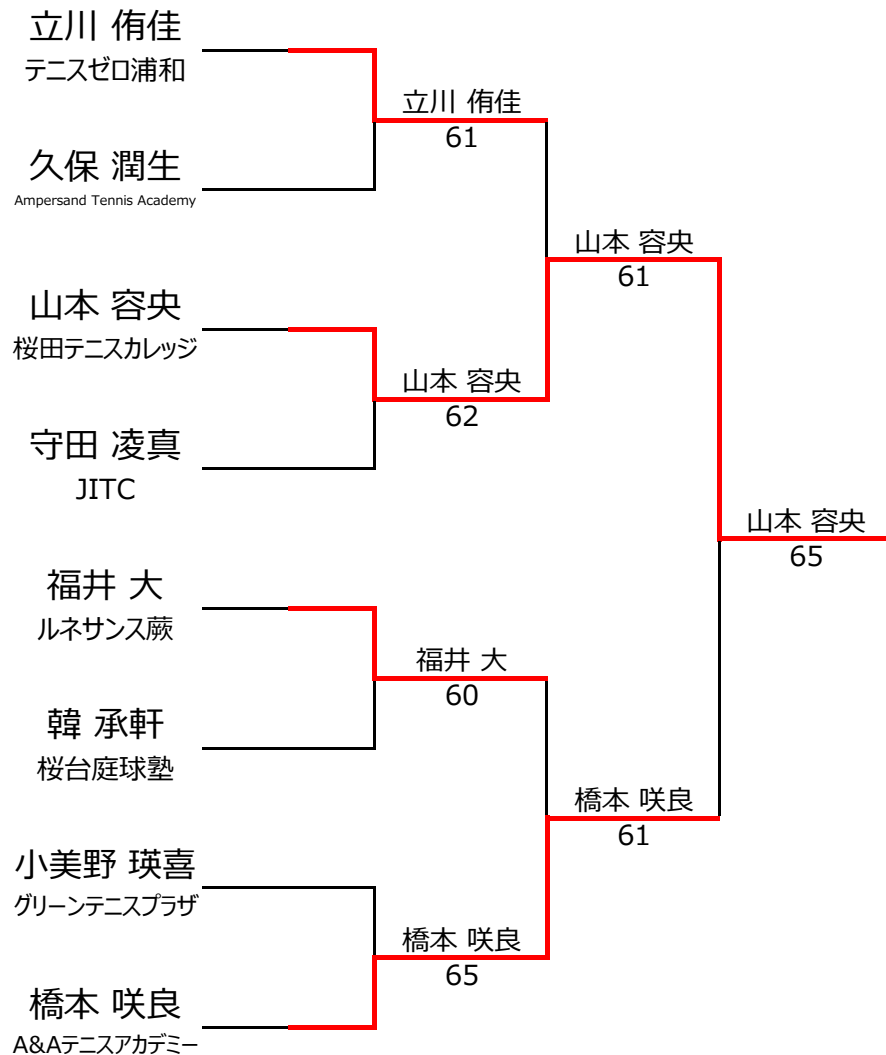 立川 侑佳
テニスゼロ浦和
立川 侑佳
61
久保 潤生
Ampersand Tennis Academy
山本 容央
61
山本 容央
桜田テニスカレッジ
山本 容央
62
守田 凌真
JITC
山本 容央
65
福井 大
ルネサンス蕨
福井 大
60
韓 承軒
桜台庭球塾
橋本 咲良
61
小美野 瑛喜
グリーンテニスプラザ
橋本 咲良
65
橋本 咲良
A&Aテニスアカデミー